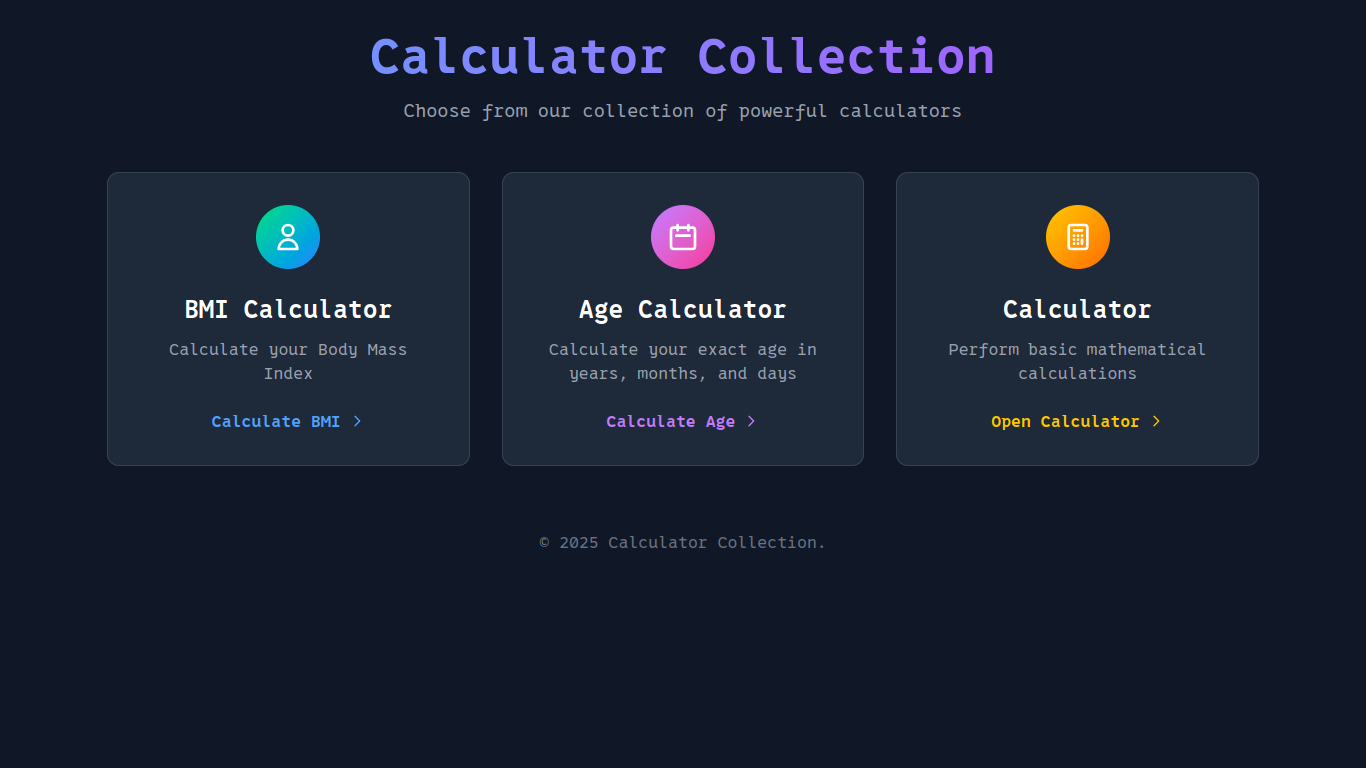 Calculator Collection
Choose from our collection of powerful calculators
BMI Calculator
Calculate your Body Mass
Index
Calculate BMI
Age Calculator
Calculate your exact age in
years, months, and days
Calculate Age
Calculator
Perform basic mathematical
calculations
Open Calculator
© 2025 Calculator Collection.